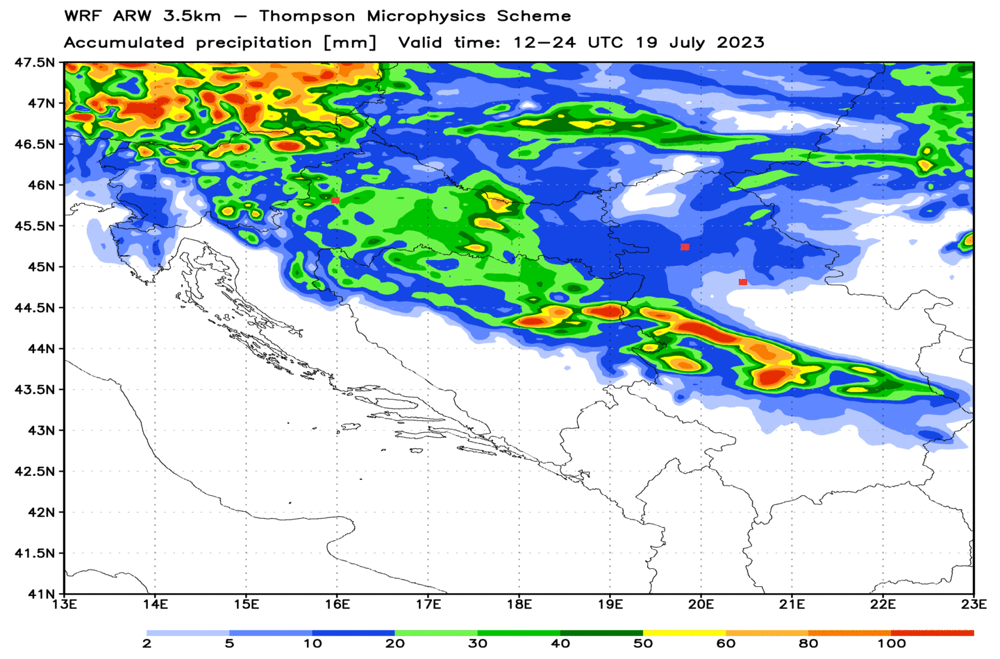 WRF ARW 3.5km — Thompson Microphysics Scheme
Accumulated precipitation [mm]  Valid time: 12—24 UTC 19 July 2023
47.5N
47N
46.5N
46N
45.5N
45N
44.5N
44N
43.5N
43N
42.5N
42N
41.5N
41N
13E 14E 15E 16E 17E 18E 19E 20E 21E 22E 23E
2 5 10 20 30 40 50 60 80 100